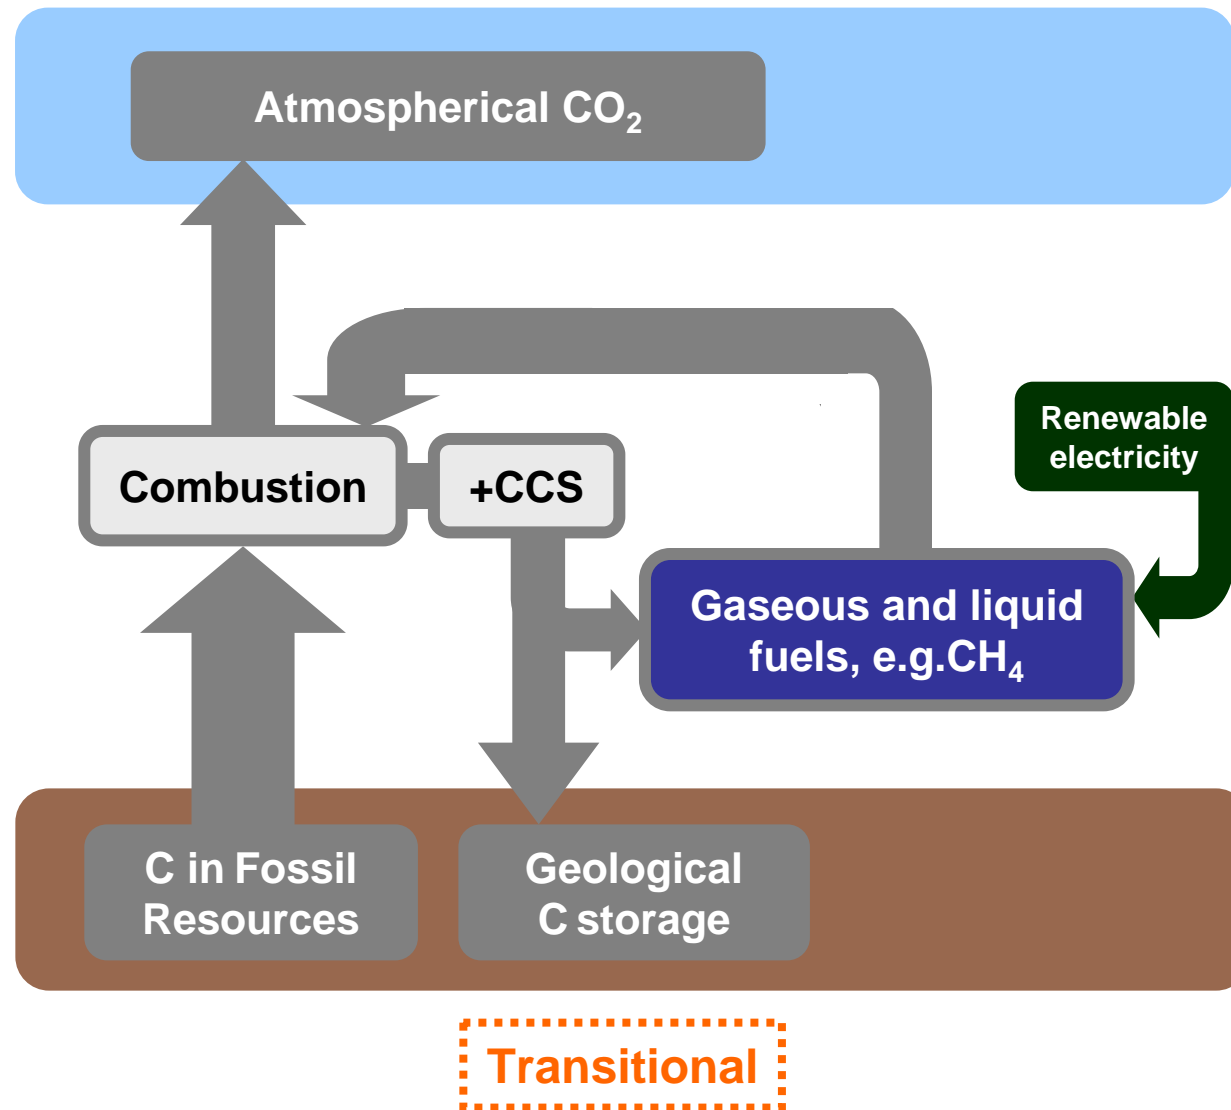 Atmospherical CO₂
Renewable
electricity
Combustion
+CCS
Gaseous and liquid
fuels, e.g.CH₄
C in Fossil
Resources
Geological
C storage
Transitional